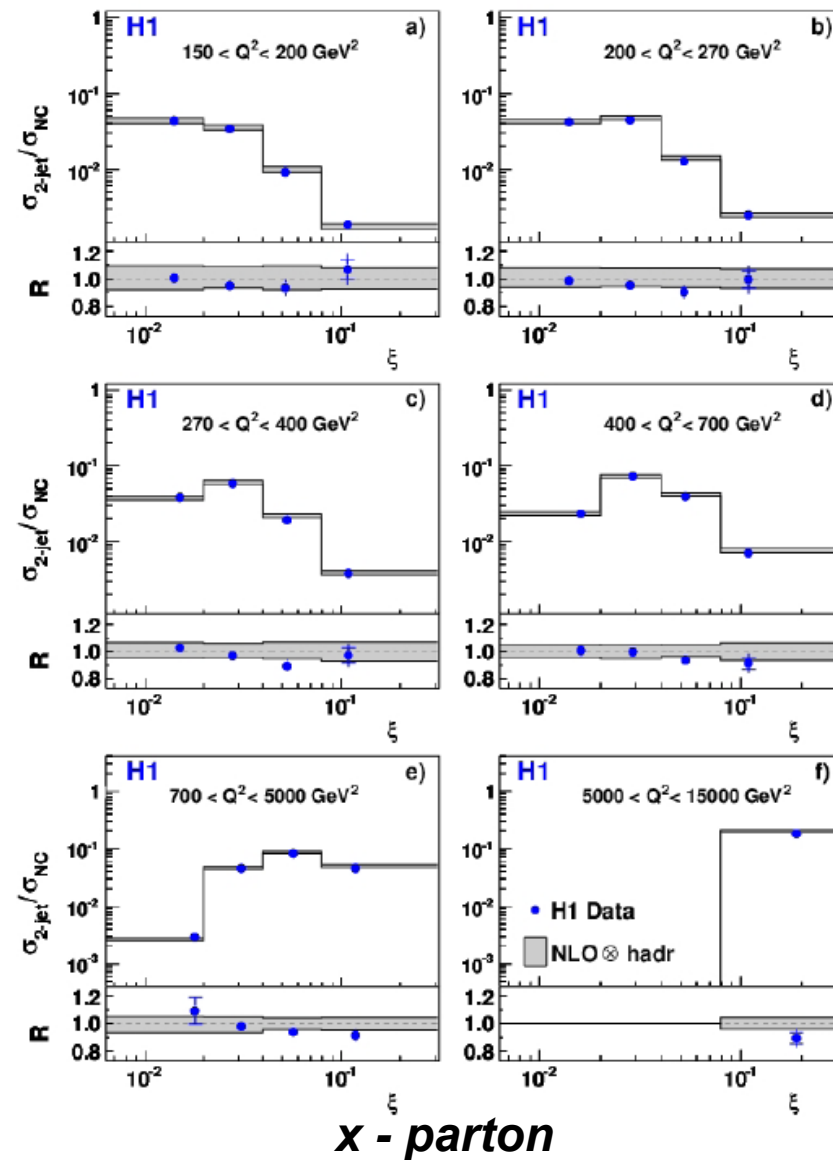 H1 a) H1 b)
150 < Q² < 200 GeV² 200 < Q² < 270 GeV²
1 1
10⁻¹ 10⁻¹
10⁻² 10⁻²
σ2-jet/σNC
R 1.2 R 1.2
1.0 1.0
0.8 0.8
10⁻² 10⁻¹ 10⁻² 10⁻¹
ξ ξ
H1 c) H1 d)
270 < Q² < 400 GeV² 400 < Q² < 700 GeV²
1 1
10⁻¹ 10⁻¹
10⁻² 10⁻²
σ2-jet/σNC σ2-jet/σNC
R 1.2 R 1.2
1.0 1.0
0.8 0.8
10⁻² 10⁻¹ 10⁻² 10⁻¹
ξ ξ
H1 e) H1 f)
700 < Q² < 5000 GeV² 5000 < Q² < 15000 GeV²
1 1
10⁻¹ 10⁻¹
10⁻² 10⁻²
10⁻³ 10⁻³
σ2-jet/σNC σ2-jet/σNC
H1 Data
NLO ⊗ hadr
R 1.2 R 1.2
1.0 1.0
0.8 0.8
10⁻² 10⁻¹ 10⁻² 10⁻¹
ξ ξ
x - parton